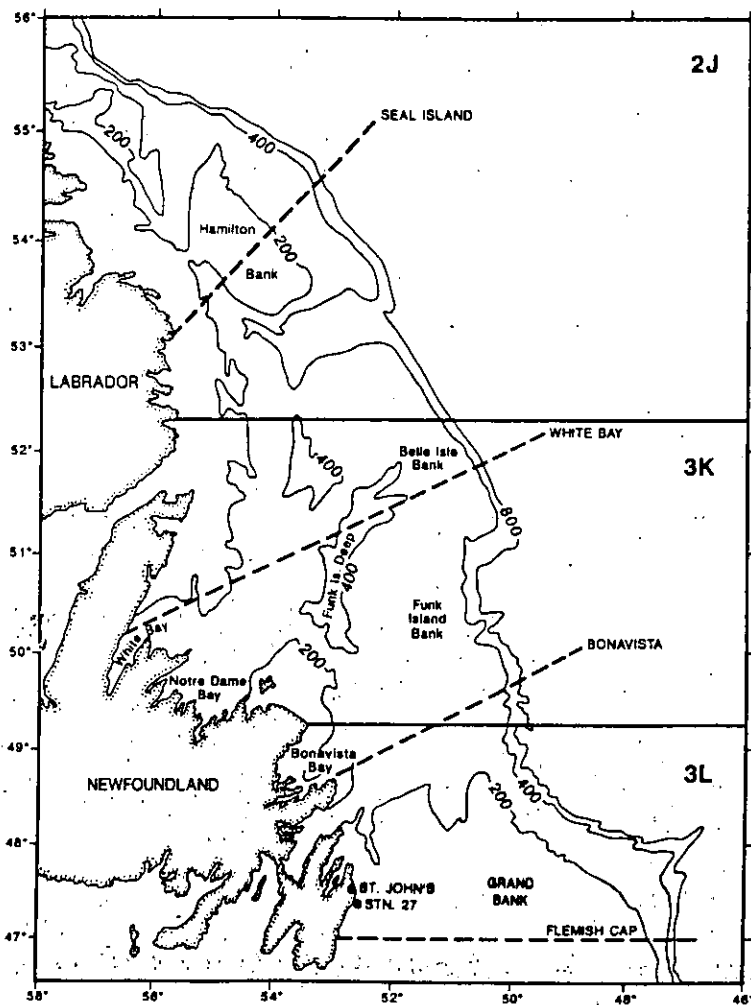 56°
2J
SEAL ISLAND
55°
200
400
Hamilton
Bank
54°
200
53°
LABRADOR
52°
WHITE BAY
Belle Isle
Bank
400
3K
800
51°
Funk Is. Deep
400
Funk
Island
Bank
White Bay
50°
200
BONAVISTA
Notre Dame
Bay
49°
Bonavista
Bay
3L
NEWFOUNDLAND
200
400
48°
ST. JOHN'S
STN. 27
GRAND
BANK
FLEMISH CAP
47°
58°
56°
54°
52°
50°
48°
46°